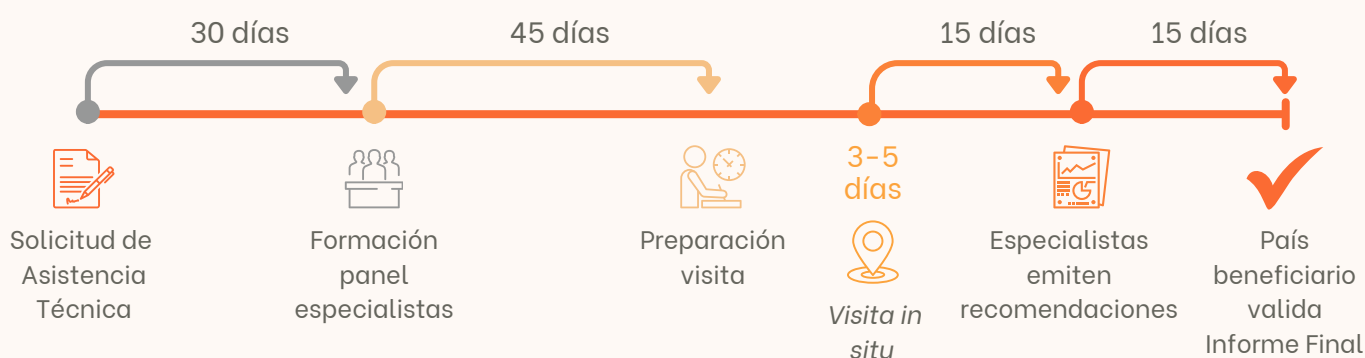 30 días
45 días
15 días
15 días
Solicitud de
Asistencia
Técnica
Formación
panel
especialistas
Preparación
visita
3-5
días
Visita in
situ
Especialistas
emiten
recomendaciones
País
beneficiario
valida
Informe Final